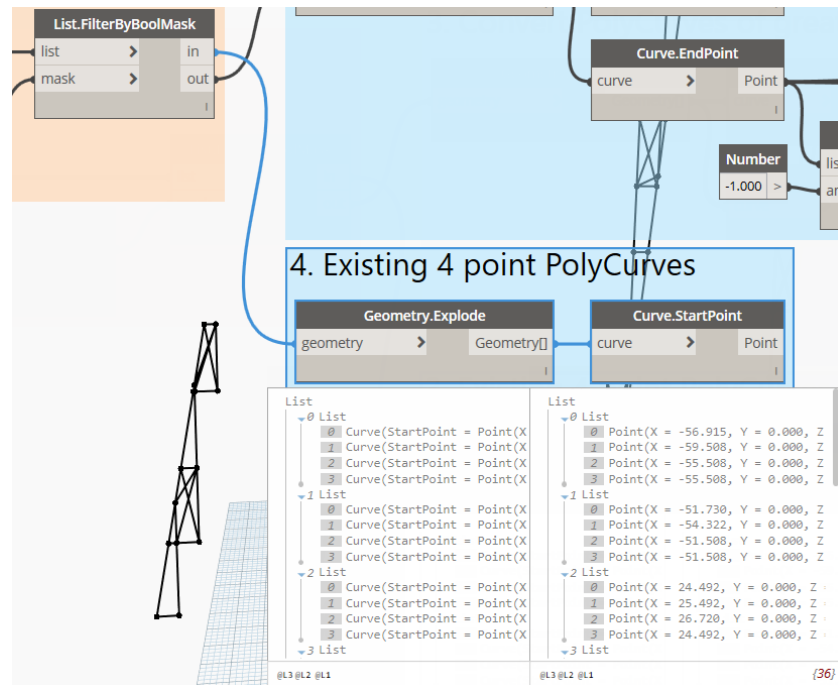 List.FilterByBoolMask
list > in
mask > out
Curve.EndPoint
curve > Point
Number
-1.000 >
lis
ar
4. Existing 4 point PolyCurves
Geometry.Explode
geometry > Geometry[]
Curve.StartPoint
curve > Point
List
0 List
0 Curve(StartPoint = Point(X
1 Curve(StartPoint = Point(X
2 Curve(StartPoint = Point(X
3 Curve(StartPoint = Point(X
1 List
0 Curve(StartPoint = Point(X
1 Curve(StartPoint = Point(X
2 Curve(StartPoint = Point(X
3 Curve(StartPoint = Point(X
2 List
0 Curve(StartPoint = Point(X
1 Curve(StartPoint = Point(X
2 Curve(StartPoint = Point(X
3 Curve(StartPoint = Point(X
3 List
@L3 @L2 @L1
List
0 List
0 Point(X = -56.915, Y = 0.000, Z
1 Point(X = -59.508, Y = 0.000, Z
2 Point(X = -55.508, Y = 0.000, Z
3 Point(X = -55.508, Y = 0.000, Z
1 List
0 Point(X = -51.730, Y = 0.000, Z
1 Point(X = -54.322, Y = 0.000, Z
2 Point(X = -51.508, Y = 0.000, Z
3 Point(X = -51.508, Y = 0.000, Z
2 List
0 Point(X = 24.492, Y = 0.000, Z
1 Point(X = 25.492, Y = 0.000, Z
2 Point(X = 26.720, Y = 0.000, Z
3 Point(X = 24.492, Y = 0.000, Z
3 List
@L3 @L2 @L1
{36}